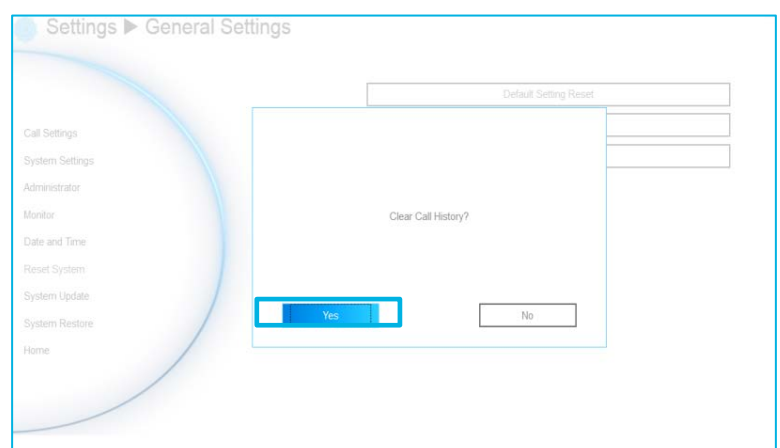 Settings ▶ General Settings
Default Setting Reset
Call Settings
System Settings
Administrator
Monitor
Date and Time
Reset System
System Update
System Restore
Home
Clear Call History?
Yes
No